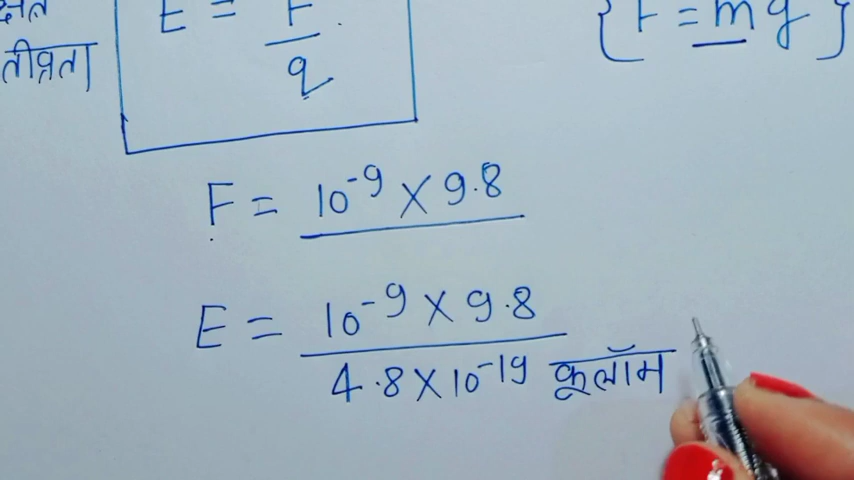 तीव्रता
E = F
q
{ F = mg }
F = 10⁻⁹ × 9.8
E = 10⁻⁹ × 9.8
4.8 × 10⁻¹⁹ कूलॉम